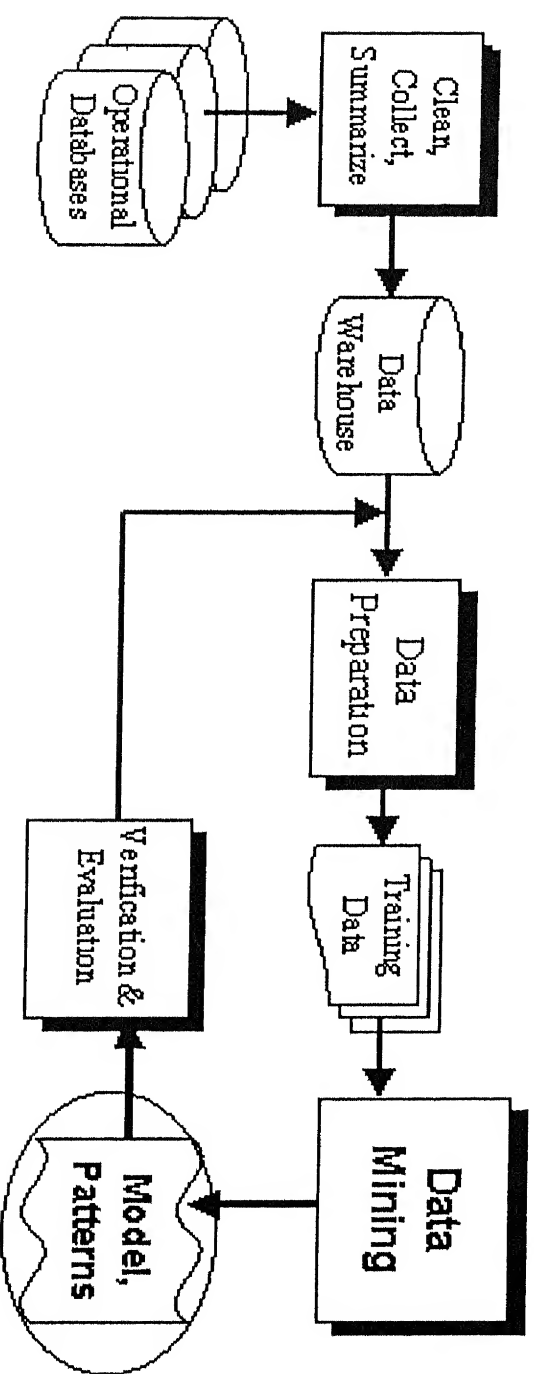 Clean,
Collect,
Summarize
Operational
Databases
Data
Warehouse
Data
Preparation
Training
Data
Data
Mining
Model,
Patterns
Verification &
Evaluation